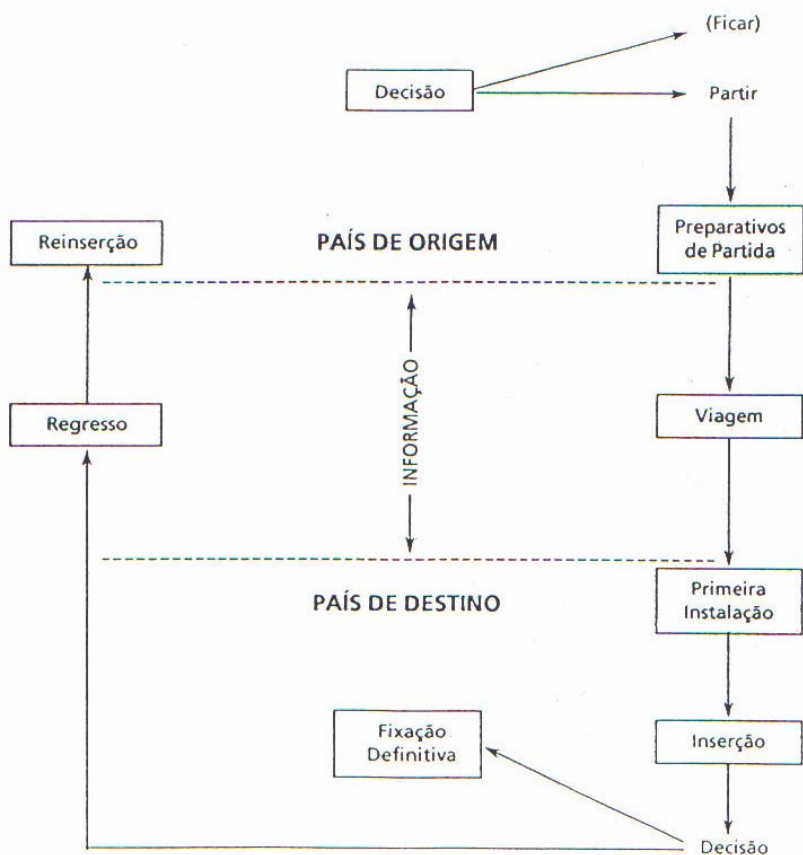 (Ficar)
Decisão
Partir
Reinserção
PAÍS DE ORIGEM
Preparativos
de Partida
INFORMAÇÃO
Regresso
Viagem
PAÍS DE DESTINO
Primeira
Instalação
Fixação
Definitiva
Inserção
Decisão